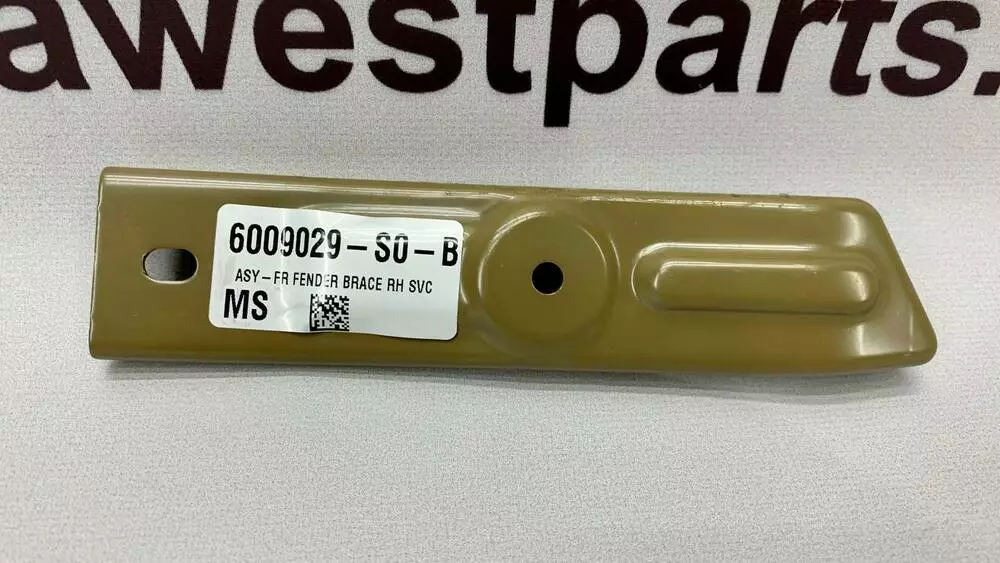 awestparts.
6009029-S0-B
ASY-FR FENDER BRACE RH SVC
MS